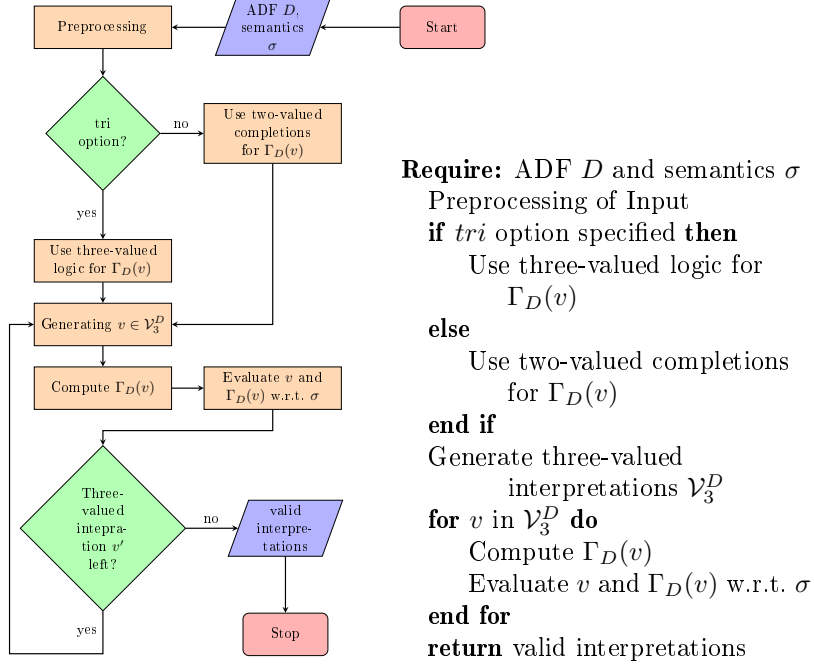 Preprocessing
ADF D,
semantics
σ
Start
tri
option?
no
Use two-valued
completions
for Γ_D(v)
yes
Use three-valued
logic for Γ_D(v)
Generating v ∈ 𝒱₃ᴰ
Compute Γ_D(v)
Evaluate v and
Γ_D(v) w.r.t. σ
Three-
valued
intepra-
tion v′
left?
no
valid
interpre-
tations
yes
Stop
Require: ADF D and semantics σ
Preprocessing of Input
if tri option specified then
Use three-valued logic for
Γ_D(v)
else
Use two-valued completions
for Γ_D(v)
end if
Generate three-valued
interpretations 𝒱₃ᴰ
for v in 𝒱₃ᴰ do
Compute Γ_D(v)
Evaluate v and Γ_D(v) w.r.t. σ
end for
return valid interpretations